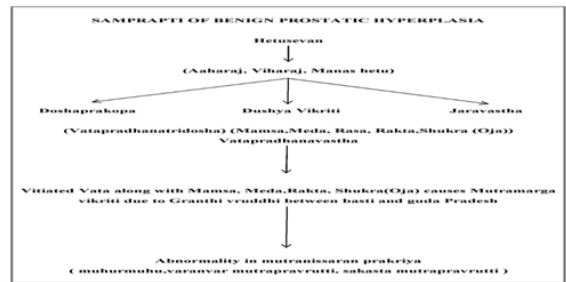 SAMPRAPTI OF BENIGN PROSTATIC HYPERPLASIA
Hetusevan
(Aaharaj, Viharaj, Manas hetu)
Doshaprakopa Dushya Vikriti Jaravastha
(Vatapradhanatridosha) (Mamsa,Meda, Rasa, Rakta,Shukra (Oja))
Vatapradhanavastha
Vitiated Vata along with Mamsa, Meda,Rakta, Shukra(Oja) causes Mutramarga
vikriti due to Granthi vruddhi between basti and guda Pradesh
Abnormality in mutranissaran prakriya
( muhurmuhu,varanvar mutrapravrutti, sakasta mutrapravrutti )